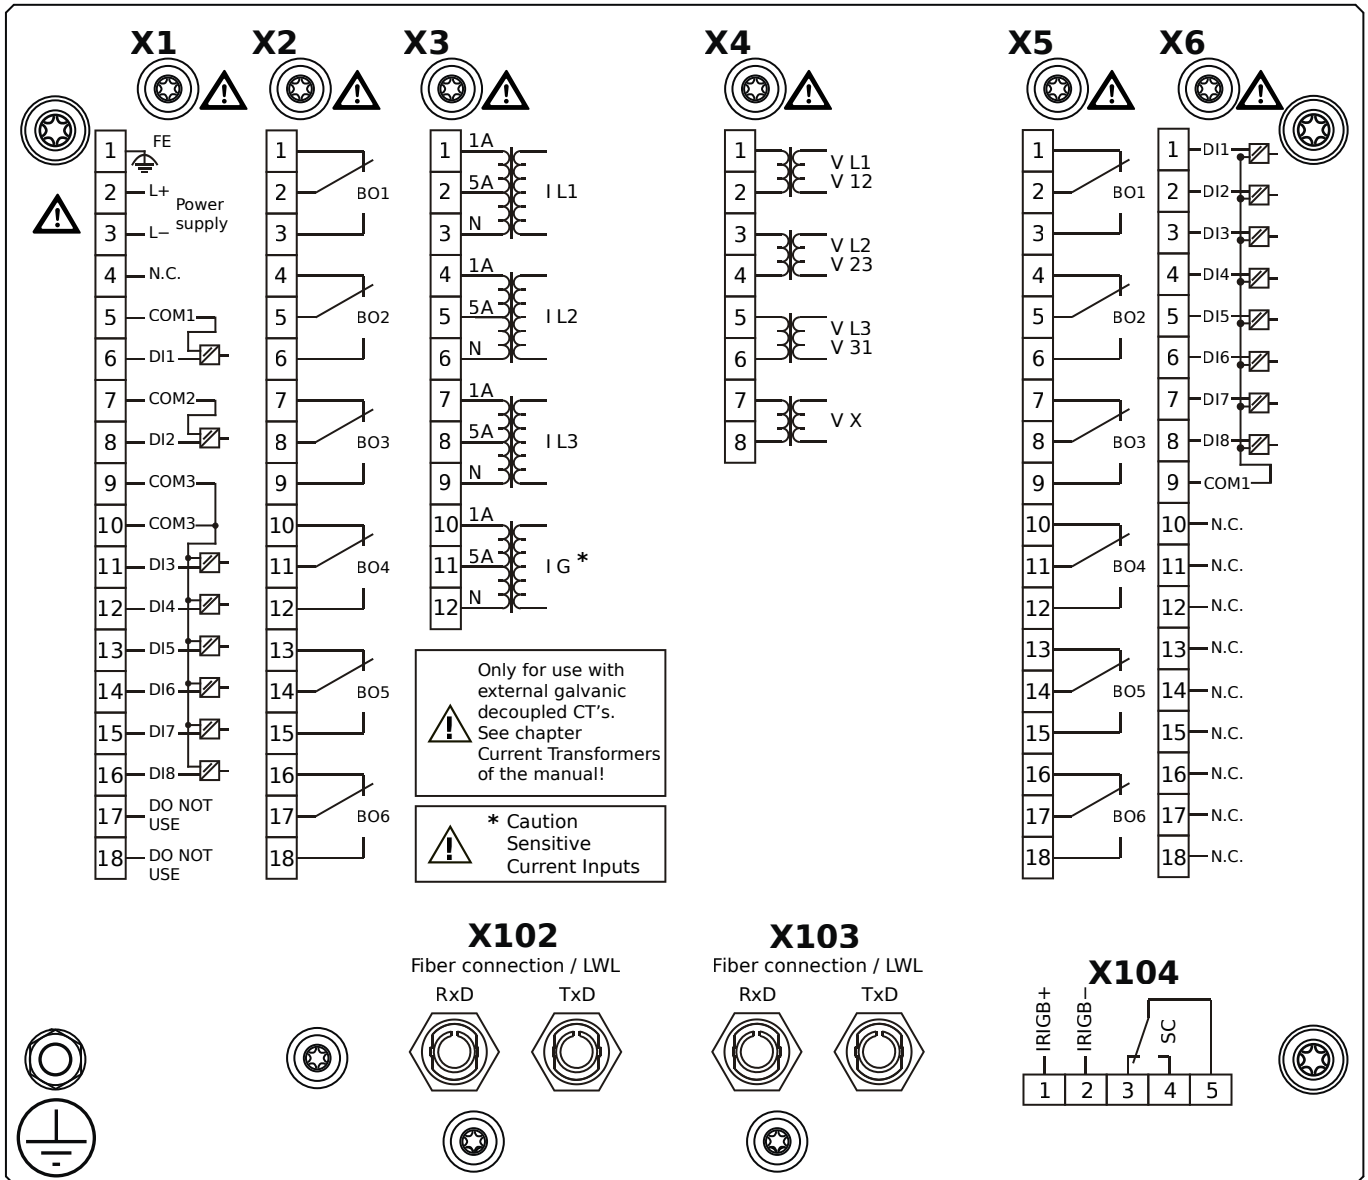 X1 X2 X3 X4 X5 X6
1 FE
2 L+
Power
supply
3 L−
4 N.C.
5 COM1
6 DI1
7 COM2
8 DI2
9 COM3
10 COM3
11 DI3
12 DI4
13 DI5
14 DI6
15 DI7
16 DI8
17 DO NOT
USE
18 DO NOT
USE
1
2 BO1
3
4
5 BO2
6
7
8 BO3
9
10
11 BO4
12
13
14 BO5
15
16
17 BO6
18
1 1A
2 5A I L1
3 N
4 1A
5 5A I L2
6 N
7 1A
8 5A I L3
9 N
10 1A
11 5A I G *
12 N
Only for use with
external galvanic
decoupled CT's.
See chapter
Current Transformers
of the manual!
* Caution
Sensitive
Current Inputs
1 V L1
2 V 12
3 V L2
4 V 23
5 V L3
6 V 31
7 V X
8
1
2 BO1
3
4
5 BO2
6
7
8 BO3
9
10
11 BO4
12
13
14 BO5
15
16
17 BO6
18
1 DI1
2 DI2
3 DI3
4 DI4
5 DI5
6 DI6
7 DI7
8 DI8
9 COM1
10 N.C.
11 N.C.
12 N.C.
13 N.C.
14 N.C.
15 N.C.
16 N.C.
17 N.C.
18 N.C.
X102
Fiber connection / LWL
RxD TxD
X103
Fiber connection / LWL
RxD TxD
X104
IRIGB+
IRIGB−
SC
1 2 3 4 5